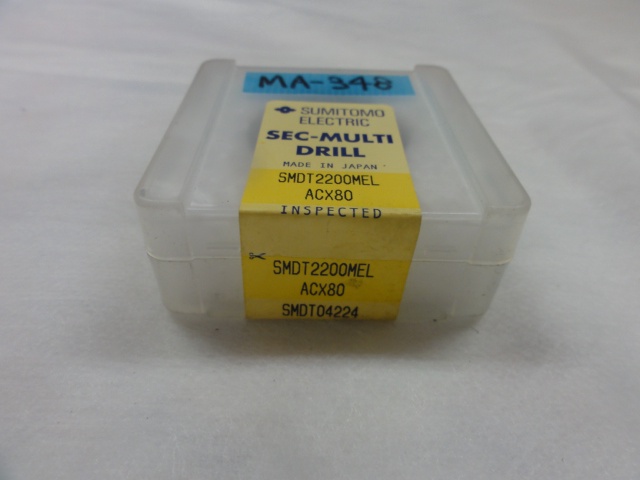 MA-348
SUMITOMO
ELECTRIC
SEC-MULTI
DRILL
MADE IN JAPAN
SMDT2200MEL
ACX80
INSPECTED
SMDT2200MEL
ACX80
SMDT04224